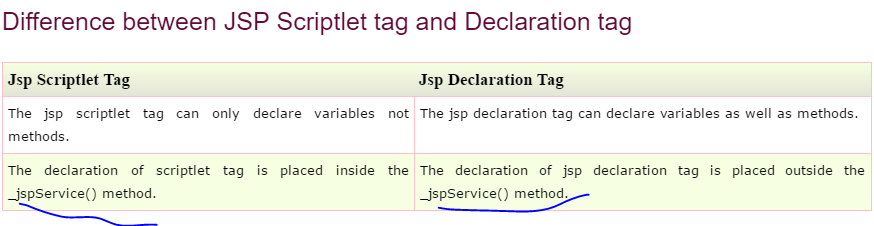 Difference between JSP Scriptlet tag and Declaration tag
Jsp Scriptlet Tag
Jsp Declaration Tag
The jsp scriptlet tag can only declare variables not
methods.
The jsp declaration tag can declare variables as well as methods.
The declaration of scriptlet tag is placed inside the
_jspService() method.
The declaration of jsp declaration tag is placed outside the
_jspService() method.